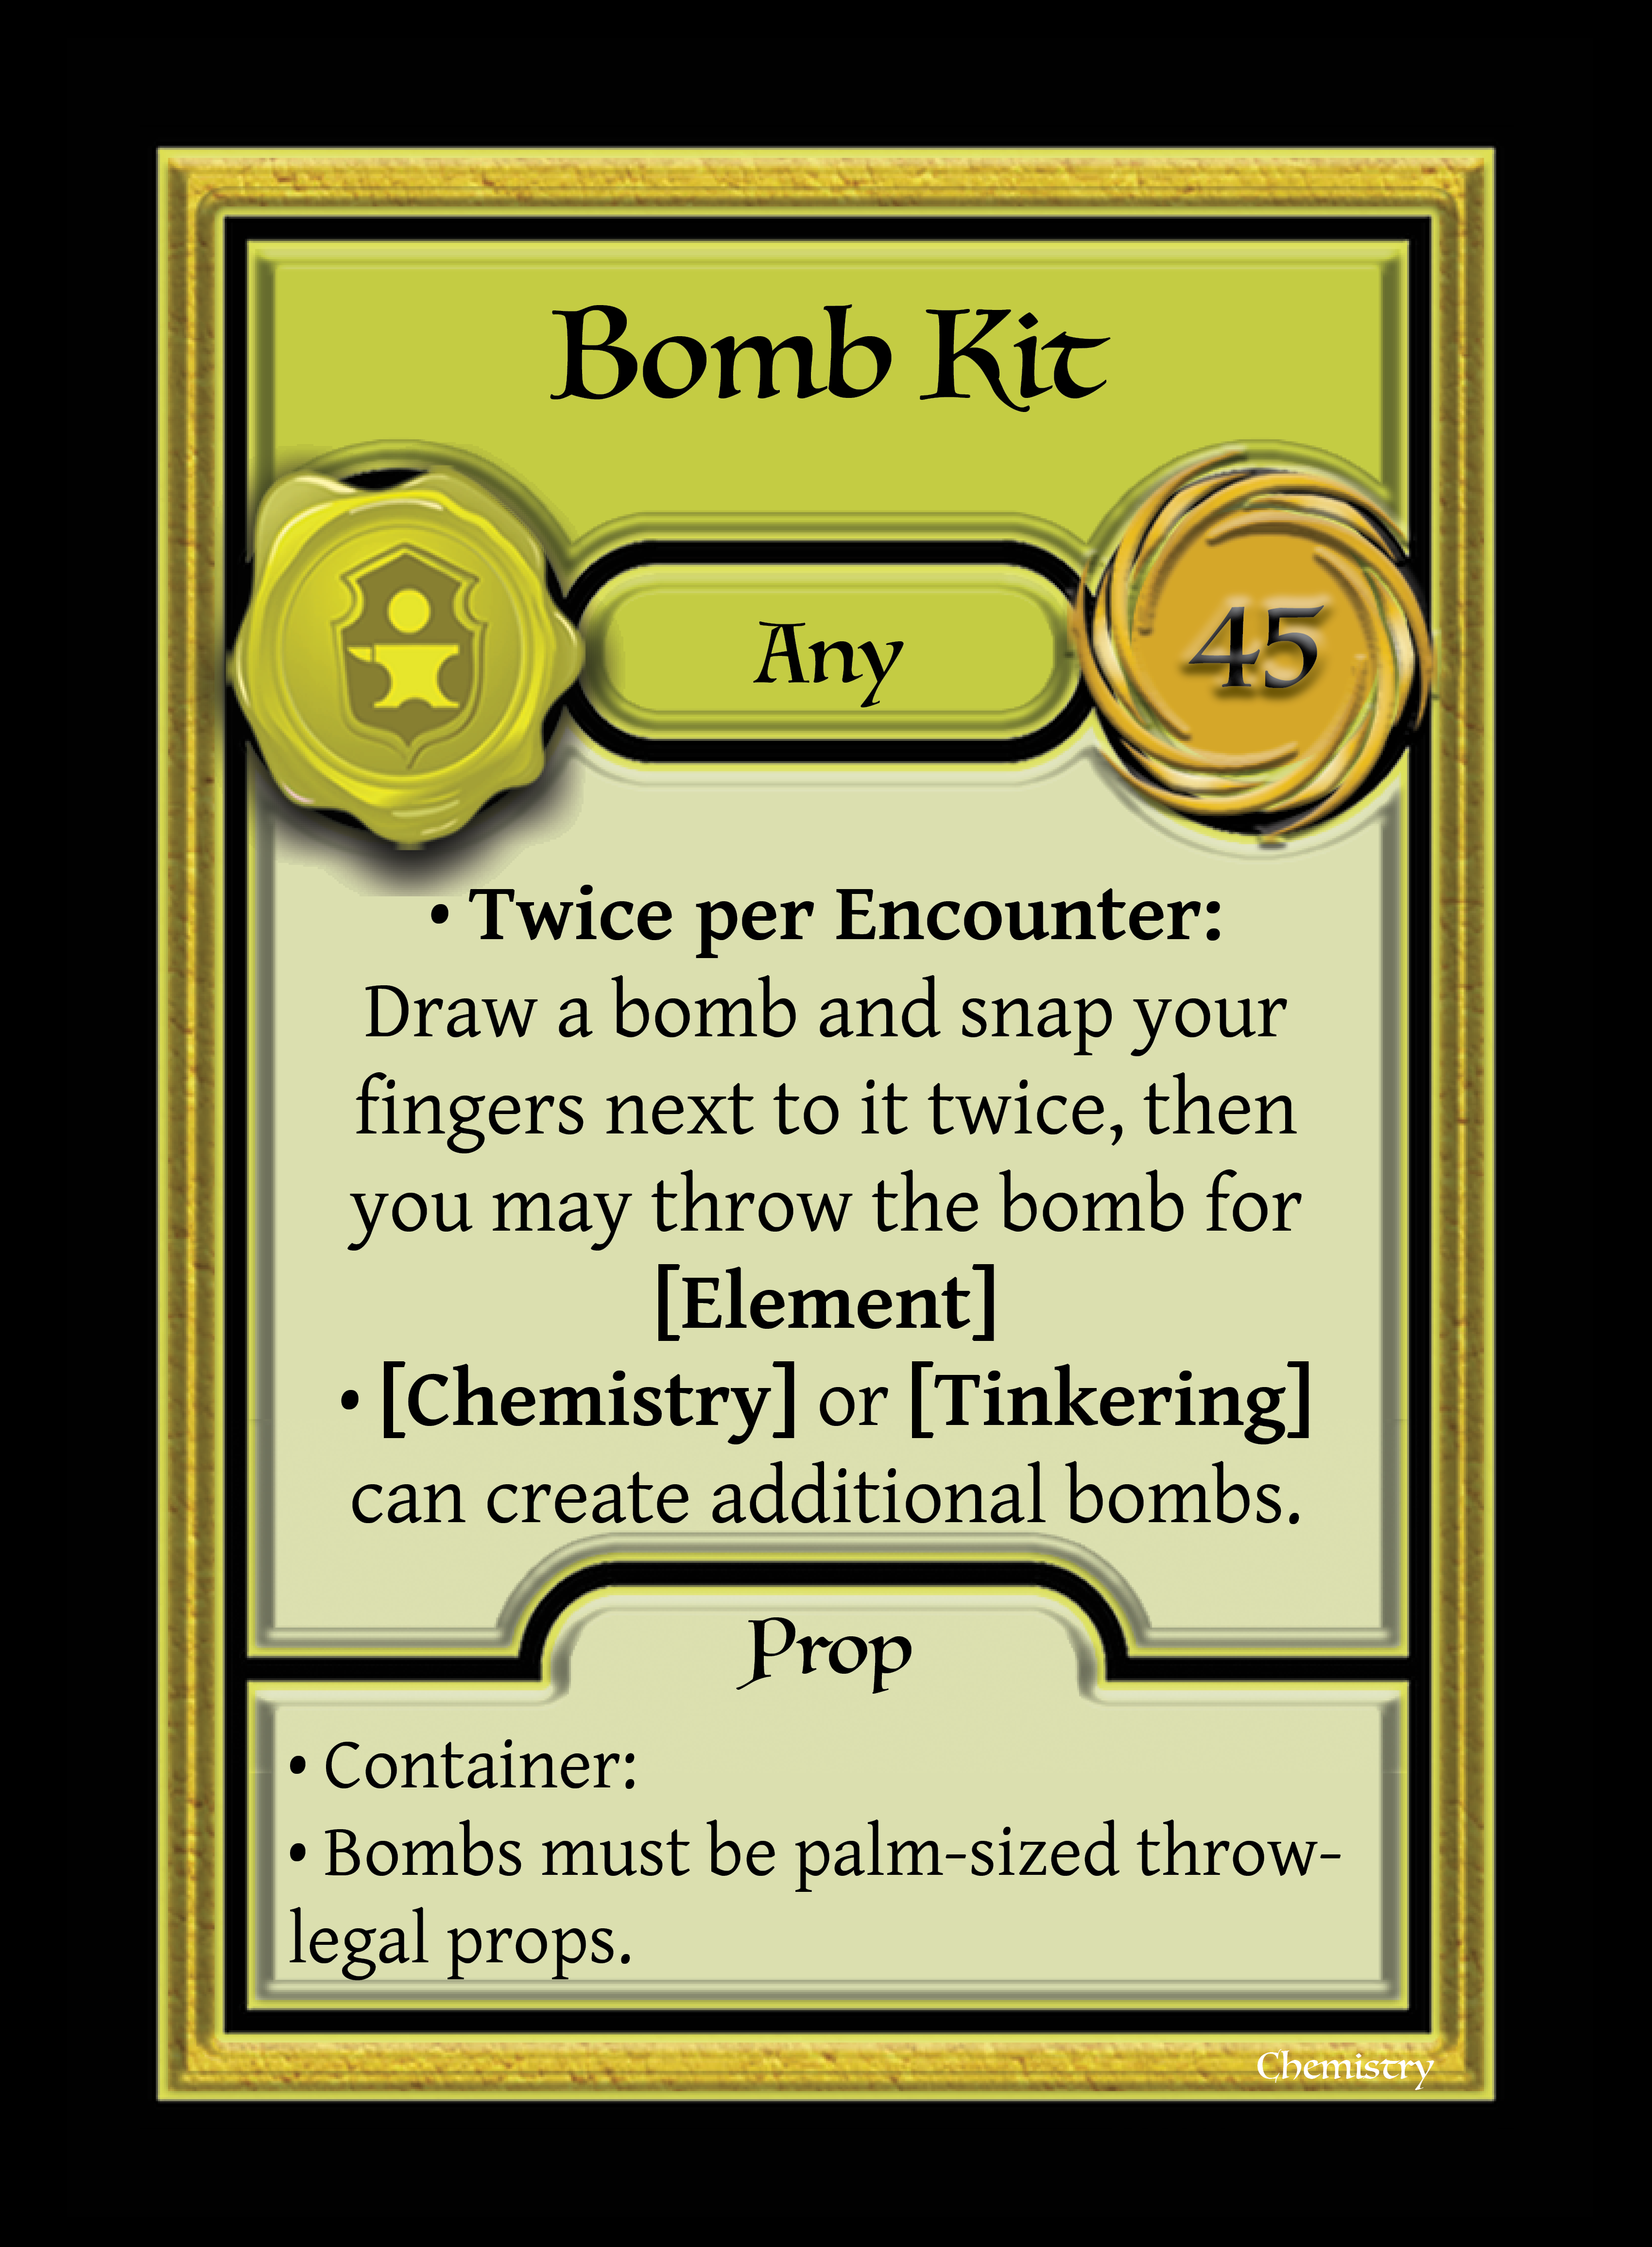 Bomb Kit
Any
45
• Twice per Encounter:
Draw a bomb and snap your
fingers next to it twice, then
you may throw the bomb for
[Element]
• [Chemistry] or [Tinkering]
can create additional bombs.
Prop
• Container:
• Bombs must be palm-sized throw-
legal props.
Chemistry